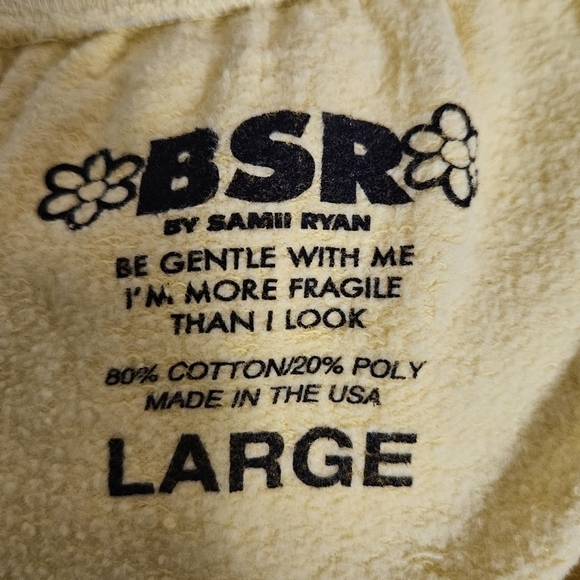 BSR
BY SAMII RYAN
BE GENTLE WITH ME
I'M MORE FRAGILE
THAN I LOOK
80% COTTON/20% POLY
MADE IN THE USA
LARGE